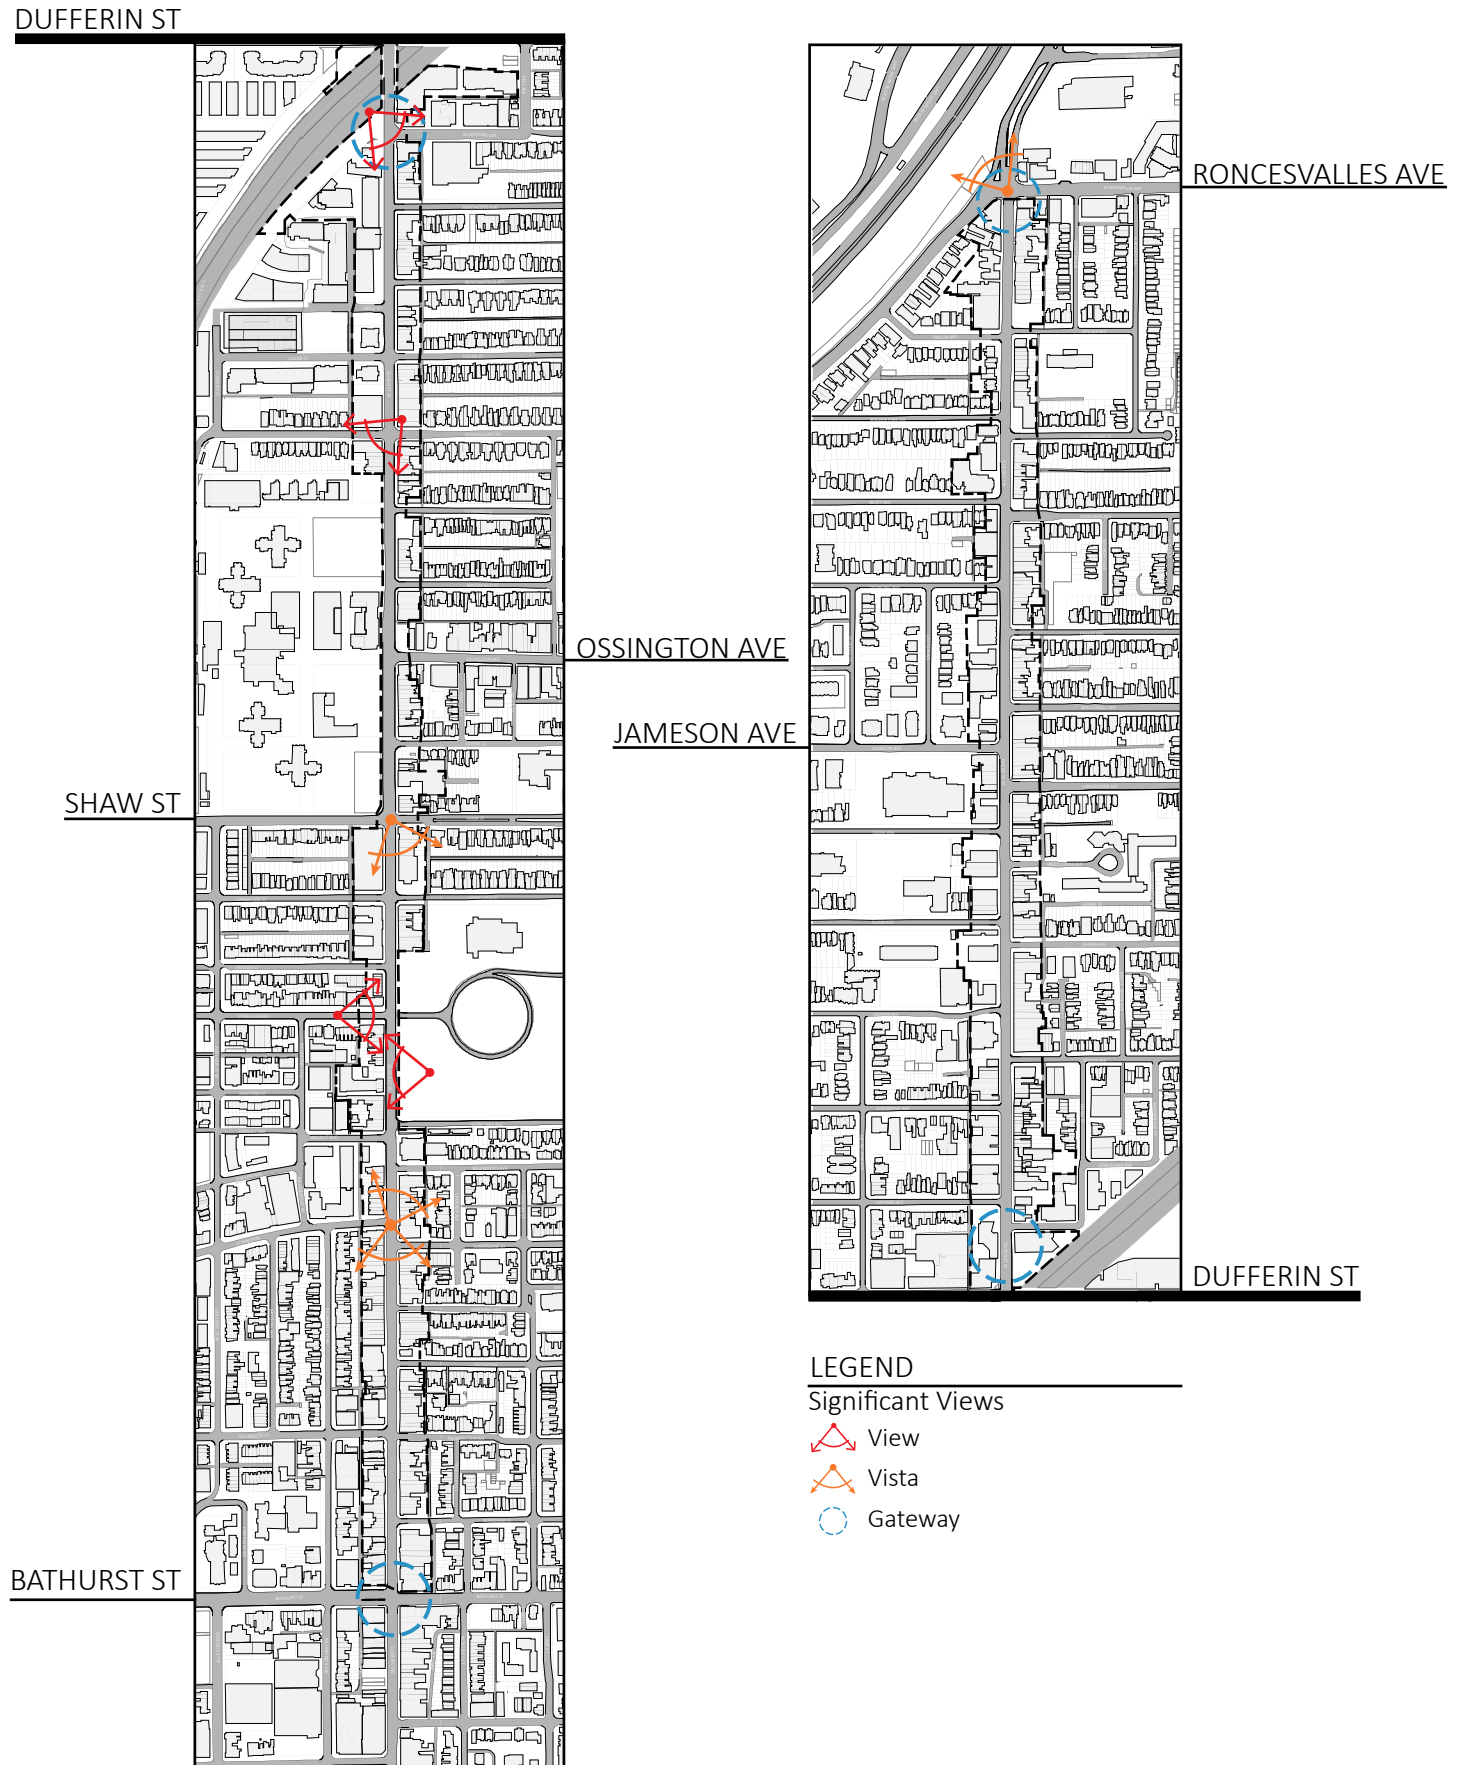 DUFFERIN ST
RONCESVALLES AVE
OSSINGTON AVE
JAMESON AVE
SHAW ST
DUFFERIN ST
LEGEND
Significant Views
View
Vista
Gateway
BATHURST ST